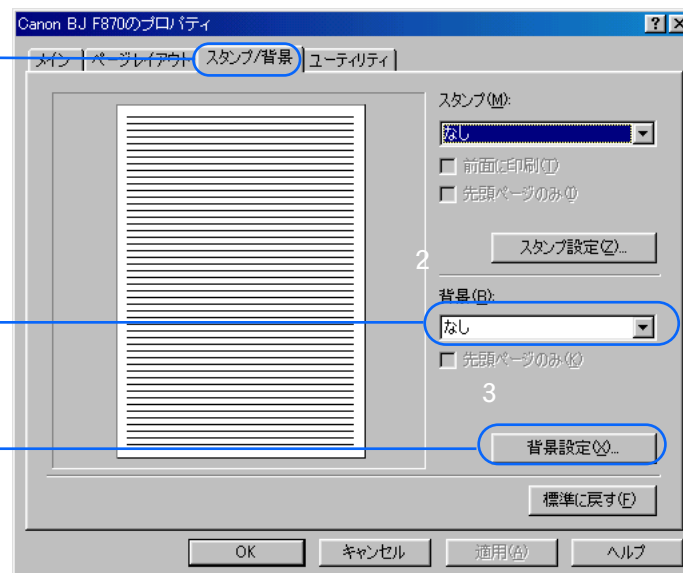 Canon BJ F870のプロパティ
メイン ページレイアウト スタンプ/背景 ユーティリティ
スタンプ(M):
なし
前面に印刷(T)
先頭ページのみ(I)
スタンプ設定(Z)...
2
背景(B):
なし
先頭ページのみ(K)
3
背景設定(X)...
標準に戻す(F)
OK キャンセル 適用(A) ヘルプ